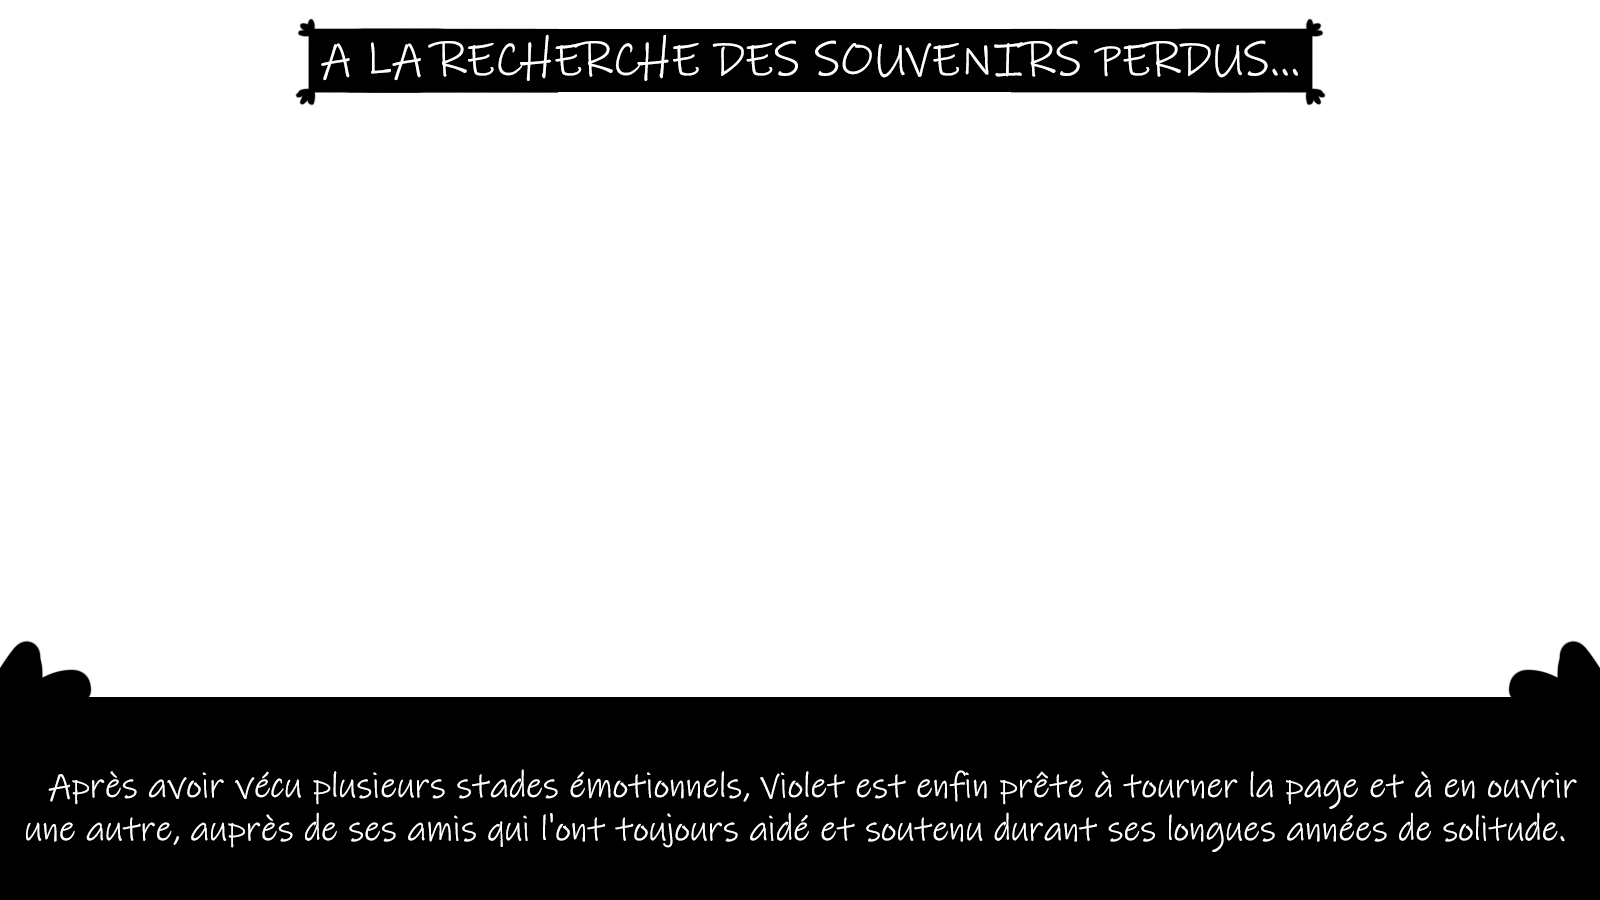 A LA RECHERCHE DES SOUVENIRS PERDUS...
Après avoir vécu plusieurs stades émotionnels, Violet est enfin prête à tourner la page et à en ouvrir
une autre, auprès de ses amis qui l'ont toujours aidé et soutenu durant ses longues années de solitude.